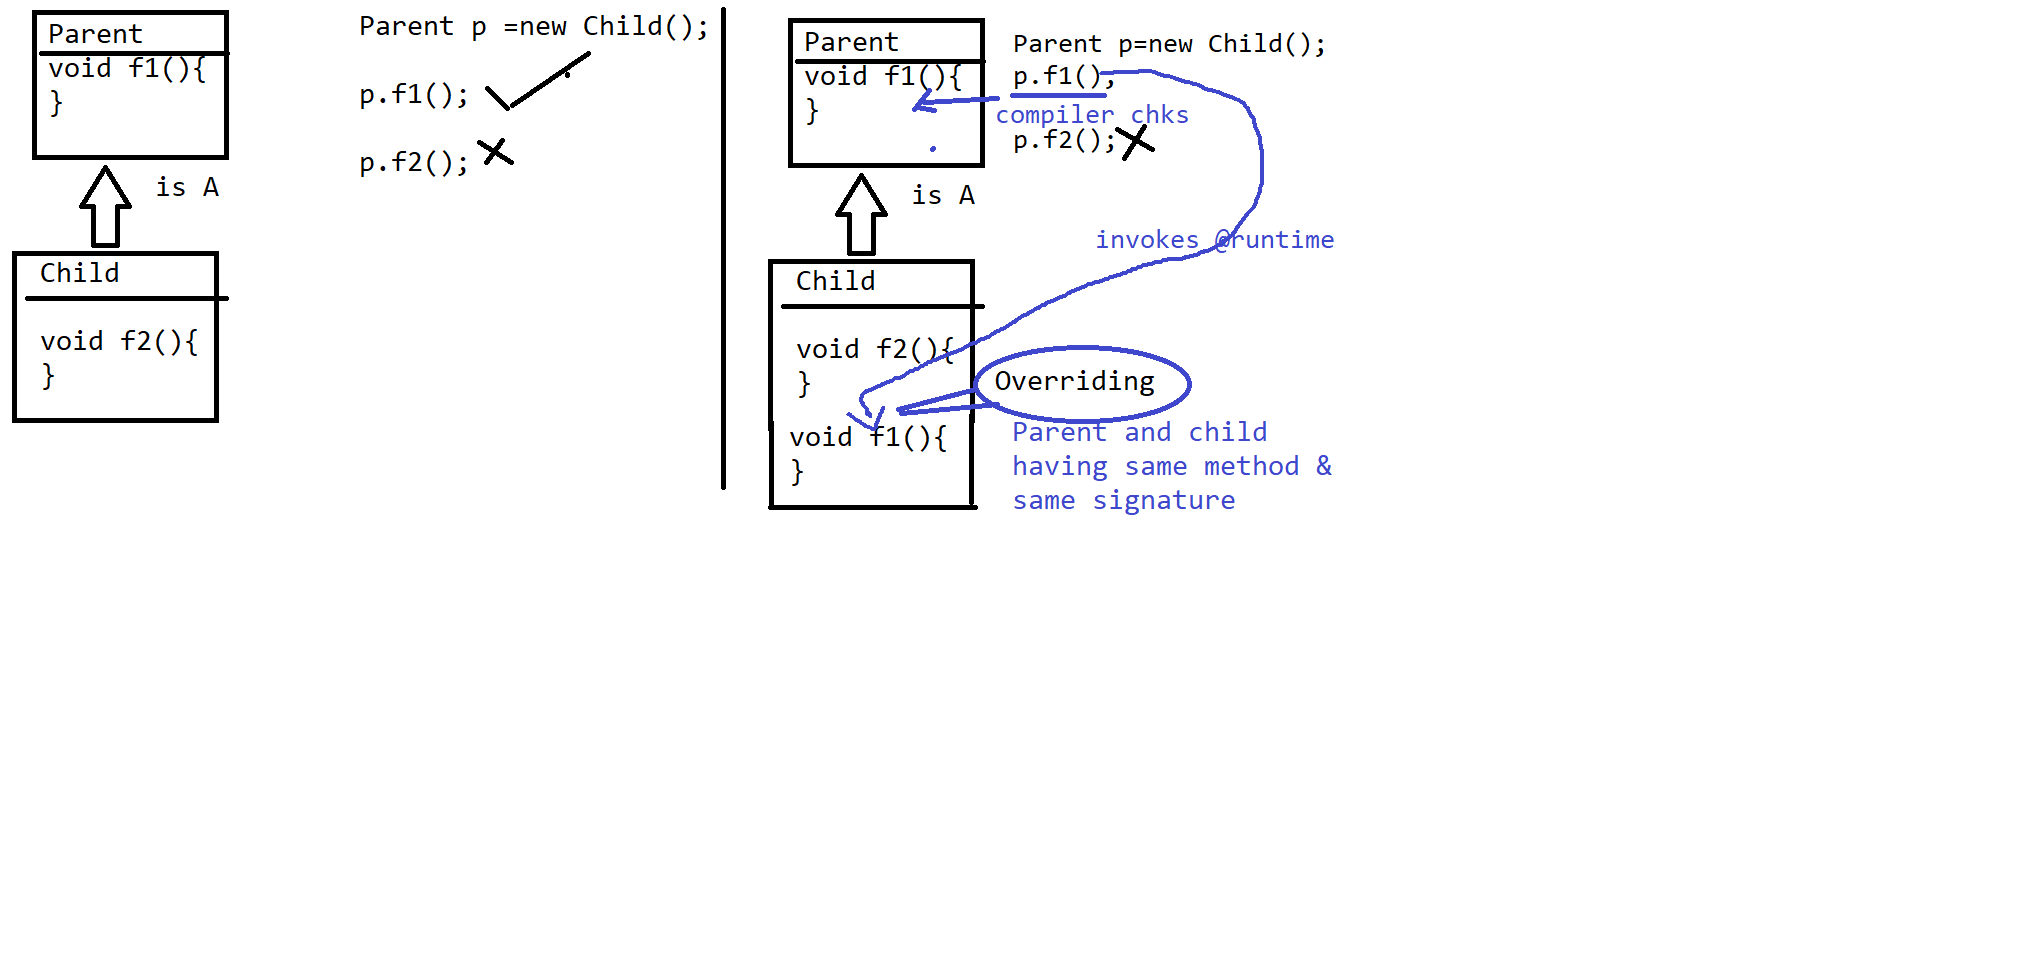 Parent
void f1(){
}
is A
Child
void f2(){
}
Parent p =new Child();
p.f1();
p.f2();
Parent
void f1(){
}
is A
Child
void f2(){
}
void f1(){
}
Parent p=new Child();
p.f1();
compiler chks
p.f2();
invokes @runtime
Overriding
Parent and child
having same method &
same signature